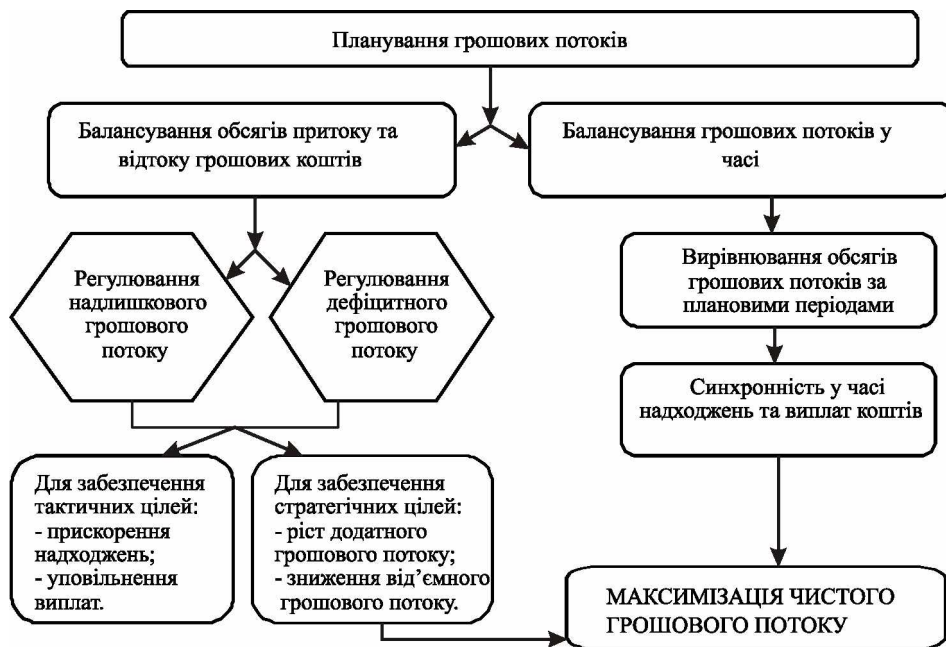 Планування грошових потоків
Балансування обсягів притоку та
відтоку грошових коштів
Балансування грошових потоків у
часі
Регулювання
надлишкового
грошового
потоку
Регулювання
дефіцитного
грошового
потоку
Вирівнювання обсягів
грошових потоків за
плановими періодами
Синхронність у часі
надходжень та виплат коштів
Для забезпечення
тактичних цілей:
- прискорення
надходжень;
- уповільнення
виплат.
Для забезпечення
стратегічних цілей:
- ріст додатного
грошового потоку;
- зниження від’ємного
грошового потоку.
МАКСИМІЗАЦІЯ ЧИСТОГО
ГРОШОВОГО ПОТОКУ